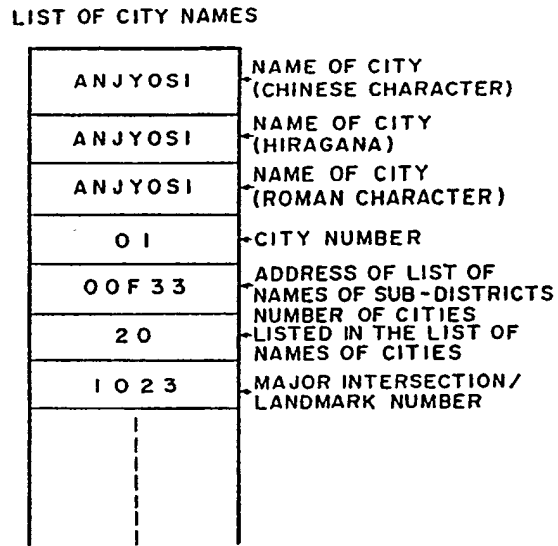 LIST OF CITY NAMES
ANJYOSI
NAME OF CITY
(CHINESE CHARACTER)
ANJYOSI
NAME OF CITY
(HIRAGANA)
ANJYOSI
NAME OF CITY
(ROMAN CHARACTER)
01
CITY NUMBER
00F33
ADDRESS OF LIST OF
NAMES OF SUB-DISTRICTS
20
NUMBER OF CITIES
LISTED IN THE LIST OF
NAMES OF CITIES
1023
MAJOR INTERSECTION/
LANDMARK NUMBER